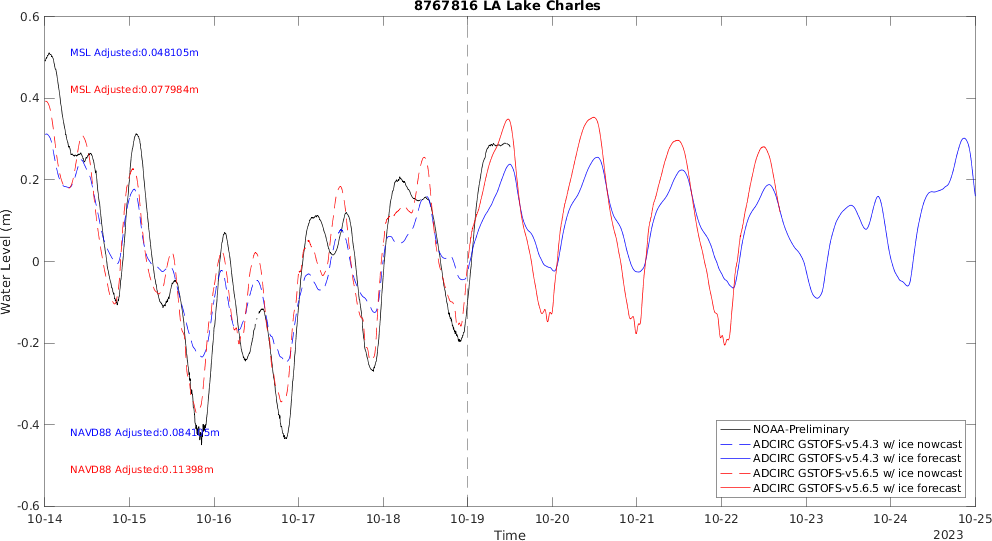 8767816 LA Lake Charles
0.6
0.4
0.2
0
-0.2
-0.4
-0.6
Water Level (m)
MSL Adjusted:0.048105m
MSL Adjusted:0.077984m
NAVD88 Adjusted:
NAVD88 Adjusted:0.11398m
NOAA-Preliminary
ADCIRC GSTOFS-v5.4.3 w/ ice nowcast
ADCIRC GSTOFS-v5.4.3 w/ ice forecast
ADCIRC GSTOFS-v5.6.5 w/ ice nowcast
ADCIRC GSTOFS-v5.6.5 w/ ice forecast
10-14 10-15 10-16 10-17 10-18 10-19 10-20 10-21 10-22 10-23 10-24 10-25
Time
2023